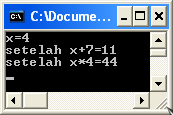 C:\Docume...
x=4
setelah x+7=11
setelah x*4=44